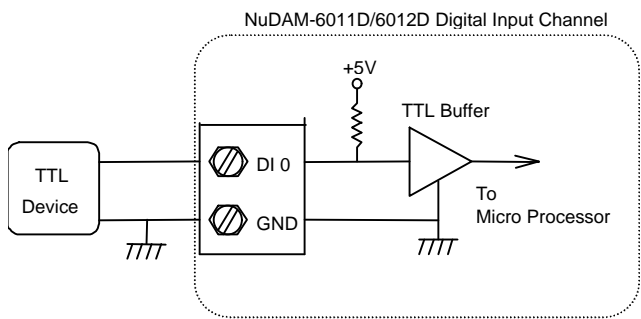 NuDAM-6011D/6012D Digital Input Channel
+5V
TTL Buffer
TTL
Device
DI 0
GND
To
Micro Processor